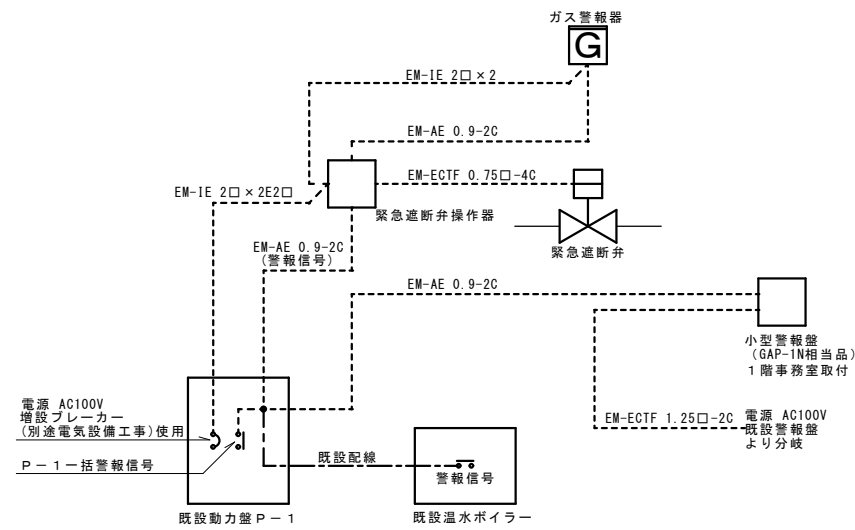 ガス警報器
G
EM-IE 2□×2
EM-AE 0.9-2C
EM-ECTF 0.75□-4C
EM-IE 2□×2E2□
緊急遮断弁操作器
緊急遮断弁
EM-AE 0.9-2C
(警報信号)
EM-AE 0.9-2C
小型警報盤
(GAP-1N相当品)
1階事務室取付
電源 AC100V
増設ブレーカー
(別途電気設備工事)使用
EM-ECTF 1.25□-2C
電源 AC100V
既設警報盤
より分岐
P-1一括警報信号
既設配線
警報信号
既設動力盤P-1
既設温水ボイラー